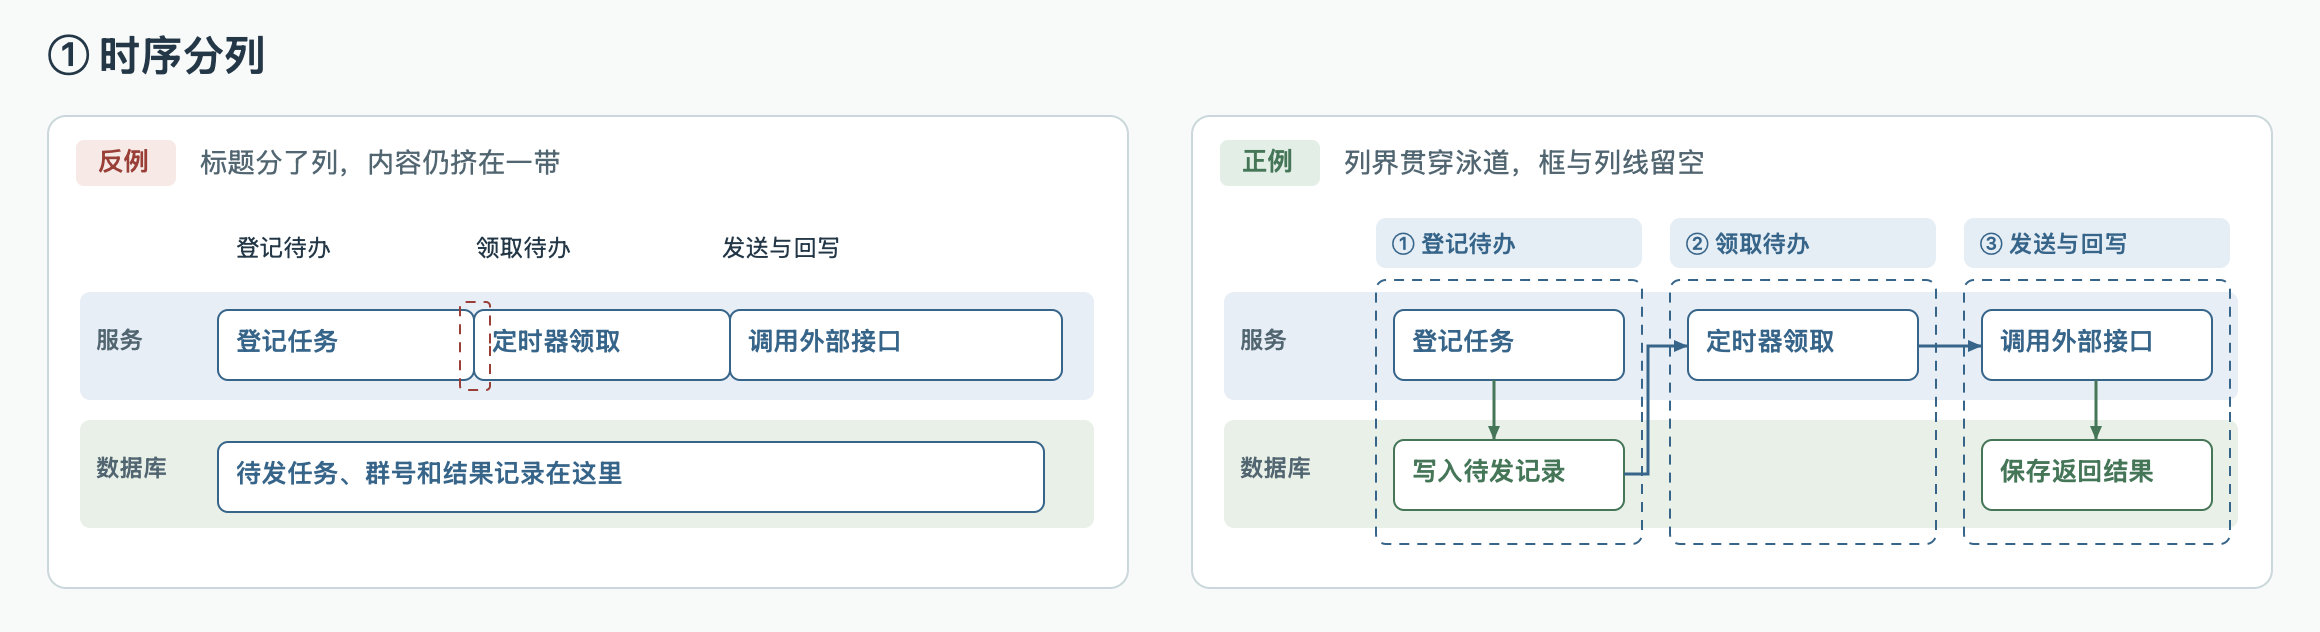 ① 时序分列
反例
标题分了列，内容仍挤在一带
登记待办
领取待办
发送与回写
服务
登记任务
定时器领取
调用外部接口
数据库
待发任务、群号和结果记录在这里
正例
列界贯穿泳道，框与列线留空
① 登记待办
② 领取待办
③ 发送与回写
服务
登记任务
定时器领取
调用外部接口
数据库
写入待发记录
保存返回结果